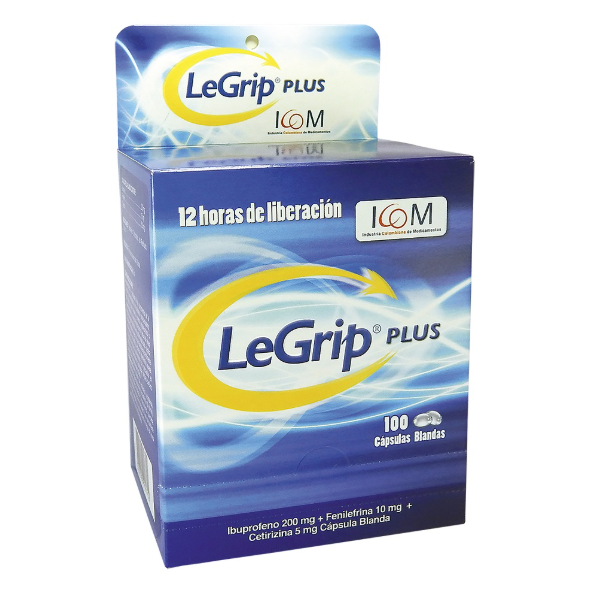 LeGrip® PLUS
ICOM
Industria Colombiana de Medicamentos
12 horas de liberación
ICOM
Industria Colombiana de Medicamentos
LeGrip® PLUS
100
Cápsulas Blandas
Ibuprofeno 200 mg + Fenilefrina 10 mg +
Cetirizina 5 mg Cápsula Blanda